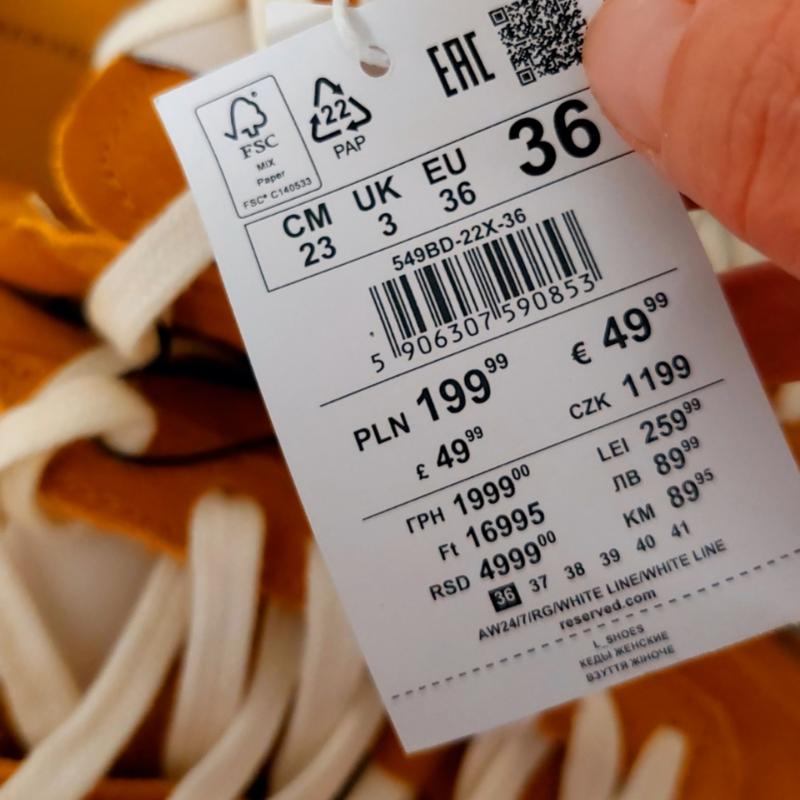 EAC
22
PAP
FSC
MIX
Paper
FSC® C140533
36
CM UK EU
23 3 36
549BD-22X-36
5 906307 590853
PLN 199⁹⁹ € 49⁹⁹
£ 49⁹⁹ CZK 1199
ГРН 1999⁰⁰ LEI 259⁹⁹
Ft 16995 ЛВ 89⁹⁹
RSD 4999⁰⁰ KM 89⁹⁵
36 37 38 39 40 41
AW24/7/RG/WHITE LINE/WHITE LINE
reserved.com
L_SHOES
КЕДЫ ЖЕНСКИЕ
ВЗУТТЯ ЖІНОЧЕ